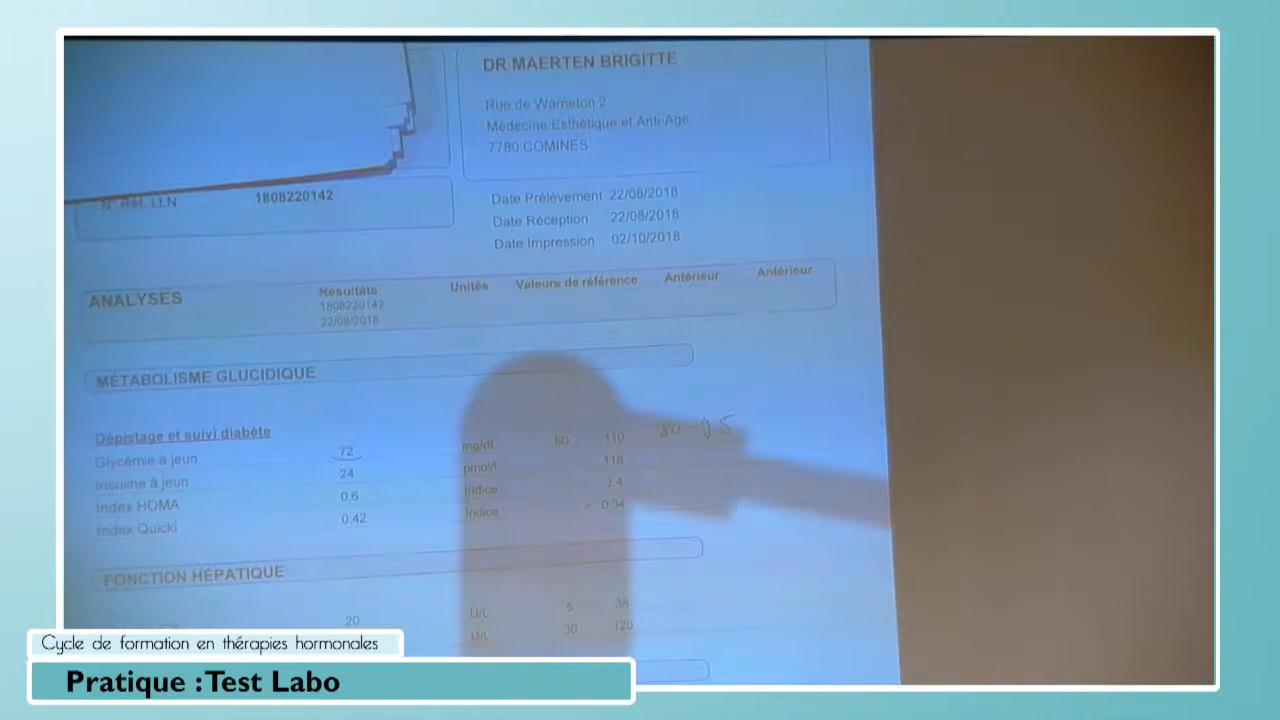 DR MAERTEN BRIGITTE
Rue de Warneton 2
Médecine Esthétique et Anti-Age
7780 COMINES
N° Réf. LLN 1808220142
Date Prélèvement 22/08/2018
Date Réception 22/08/2018
Date Impression 02/10/2018
ANALYSES Résultats Unités Valeurs de référence Antérieur Antérieur
1808220142
22/08/2018
MÉTABOLISME GLUCIDIQUE
Dépistage et suivi diabète
Glycémie à jeun 72 mg/dL 60 110 80-95
Insuline à jeun 24 pmol/l 118
Index HOMA 0.6 Indice 2.4
Index Quicki 0.42 Indice 0.34
FONCTION HÉPATIQUE
20 U/L 5 38
U/L 30 120
Cycle de formation en thérapies hormonales
Pratique : Test Labo